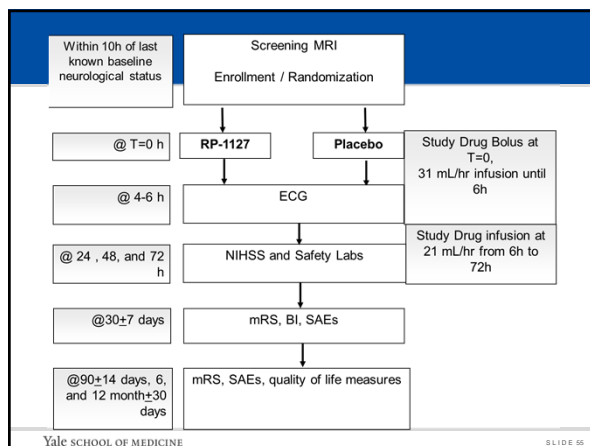 Within 10h of last
known baseline
neurological status
Screening MRI
Enrollment / Randomization
@ T=0 h
RP-1127
Placebo
Study Drug Bolus at
T=0,
31 mL/hr infusion until
6h
@ 4-6 h
ECG
Study Drug infusion at
21 mL/hr from 6h to
72h
@ 24 , 48, and 72
h
NIHSS and Safety Labs
@30±7 days
mRS, BI, SAEs
@90±14 days, 6,
and 12 month±30
days
mRS, SAEs, quality of life measures
Yale SCHOOL OF MEDICINE
SLIDE 55